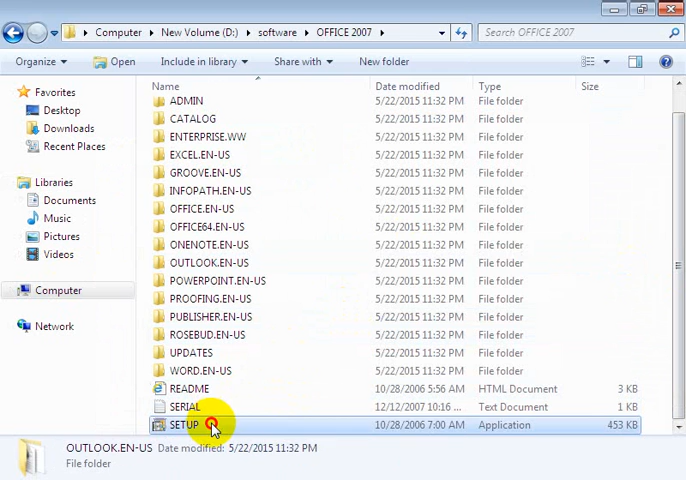 Computer New Volume (D:) software OFFICE 2007 Search OFFICE 2007
Organize Open Include in library Share with New folder
Name Date modified Type Size
Favorites
Desktop
Downloads
Recent Places
Libraries
Documents
Music
Pictures
Videos
Computer
Network
ADMIN 5/22/2015 11:32 PM File folder
CATALOG 5/22/2015 11:32 PM File folder
ENTERPRISE.WW 5/22/2015 11:32 PM File folder
EXCEL.EN-US 5/22/2015 11:32 PM File folder
GROOVE.EN-US 5/22/2015 11:32 PM File folder
INFOPATH.EN-US 5/22/2015 11:32 PM File folder
OFFICE.EN-US 5/22/2015 11:32 PM File folder
OFFICE64.EN-US 5/22/2015 11:32 PM File folder
ONENOTE.EN-US 5/22/2015 11:32 PM File folder
OUTLOOK.EN-US 5/22/2015 11:32 PM File folder
POWERPOINT.EN-US 5/22/2015 11:32 PM File folder
PROOFING.EN-US 5/22/2015 11:32 PM File folder
PUBLISHER.EN-US 5/22/2015 11:32 PM File folder
ROSEBUD.EN-US 5/22/2015 11:32 PM File folder
UPDATES 5/22/2015 11:32 PM File folder
WORD.EN-US 5/22/2015 11:32 PM File folder
README 10/28/2006 5:56 AM HTML Document 3 KB
SERIAL 12/12/2007 10:16 ... Text Document 1 KB
SETUP 10/28/2006 7:00 AM Application 453 KB
OUTLOOK.EN-US Date modified: 5/22/2015 11:32 PM
File folder